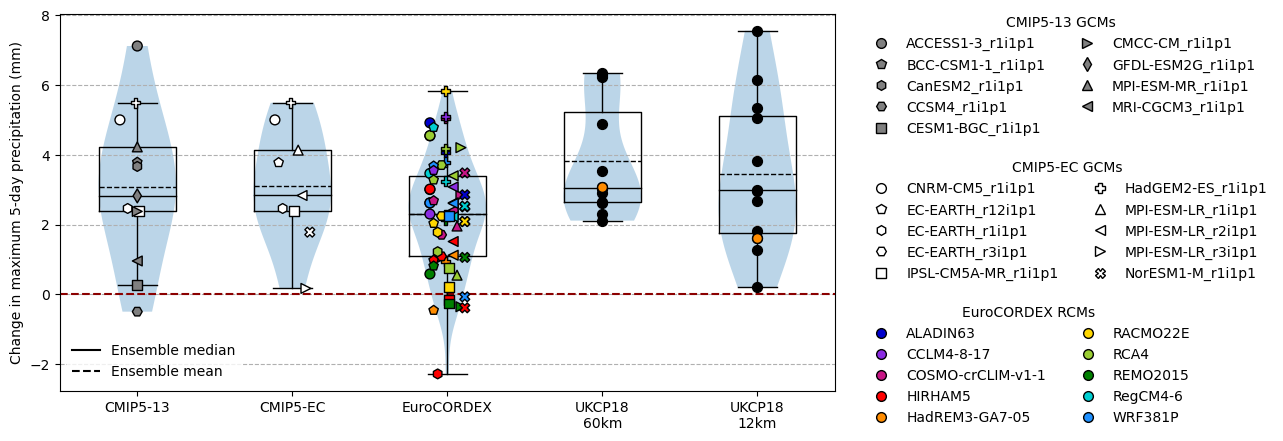 Change in maximum 5-day precipitation (mm)
8
6
4
2
0
−2
Ensemble median
Ensemble mean
CMIP5-13
CMIP5-EC
EuroCORDEX
UKCP18
60km
UKCP18
12km
CMIP5-13 GCMs
ACCESS1-3_r1i1p1
BCC-CSM1-1_r1i1p1
CanESM2_r1i1p1
CCSM4_r1i1p1
CESM1-BGC_r1i1p1
CMCC-CM_r1i1p1
GFDL-ESM2G_r1i1p1
MPI-ESM-MR_r1i1p1
MRI-CGCM3_r1i1p1
CMIP5-EC GCMs
CNRM-CM5_r1i1p1
EC-EARTH_r12i1p1
EC-EARTH_r1i1p1
EC-EARTH_r3i1p1
IPSL-CM5A-MR_r1i1p1
HadGEM2-ES_r1i1p1
MPI-ESM-LR_r1i1p1
MPI-ESM-LR_r2i1p1
MPI-ESM-LR_r3i1p1
NorESM1-M_r1i1p1
EuroCORDEX RCMs
ALADIN63
CCLM4-8-17
COSMO-crCLIM-v1-1
HIRHAM5
HadREM3-GA7-05
RACMO22E
RCA4
REMO2015
RegCM4-6
WRF381P